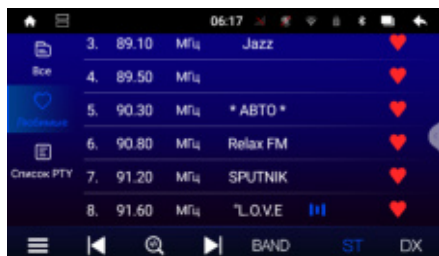 06:17
3. 89.10 МГц Jazz
Все
4. 89.50 МГц
Любимые
5. 90.30 МГц * АВТО *
6. 90.80 МГц Relax FM
Список PTY
7. 91.20 МГц SPUTNIK
8. 91.60 МГц "L.O.V.E
BAND ST DX